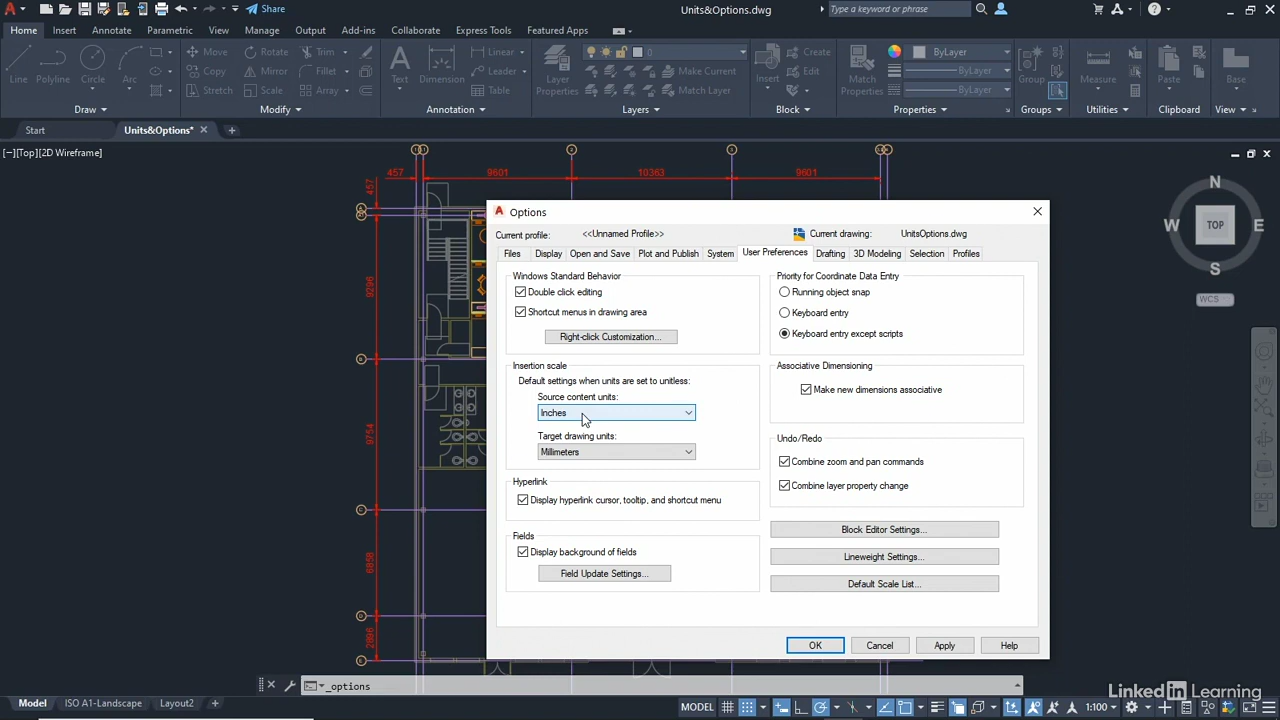 Share
Units&Options.dwg
Type a keyword or phrase
Home Insert Annotate Parametric View Manage Output Add-ins Collaborate Express Tools Featured Apps
Line Polyline Circle Arc
Move Rotate Trim
Copy Mirror Fillet
Stretch Scale Array
Text Dimension
Linear
Leader
Table
Layer Properties
0
Make Current
Match Layer
Insert
Create
Edit
Match Properties
ByLayer
ByLayer
ByLayer
Group
Measure
Paste
Base
Draw Modify Annotation Layers Block Properties Groups Utilities Clipboard View
Start Units&Options*
[−][Top][2D Wireframe]
457 9601 10363 9601
457
9296
9754
6858
2896
N
W TOP E
S
WCS
Options
Current profile: <<Unnamed Profile>> Current drawing: UnitsOptions.dwg
Files Display Open and Save Plot and Publish System User Preferences Drafting 3D Modeling Selection Profiles
Windows Standard Behavior
Double click editing
Shortcut menus in drawing area
Right-click Customization...
Insertion scale
Default settings when units are set to unitless:
Source content units:
Inches
Target drawing units:
Millimeters
Hyperlink
Display hyperlink cursor, tooltip, and shortcut menu
Fields
Display background of fields
Field Update Settings...
Priority for Coordinate Data Entry
Running object snap
Keyboard entry
Keyboard entry except scripts
Associative Dimensioning
Make new dimensions associative
Undo/Redo
Combine zoom and pan commands
Combine layer property change
Block Editor Settings...
Lineweight Settings...
Default Scale List...
OK Cancel Apply Help
_options
LinkedIn Learning
Model ISO A1-Landscape Layout2
MODEL
1:100